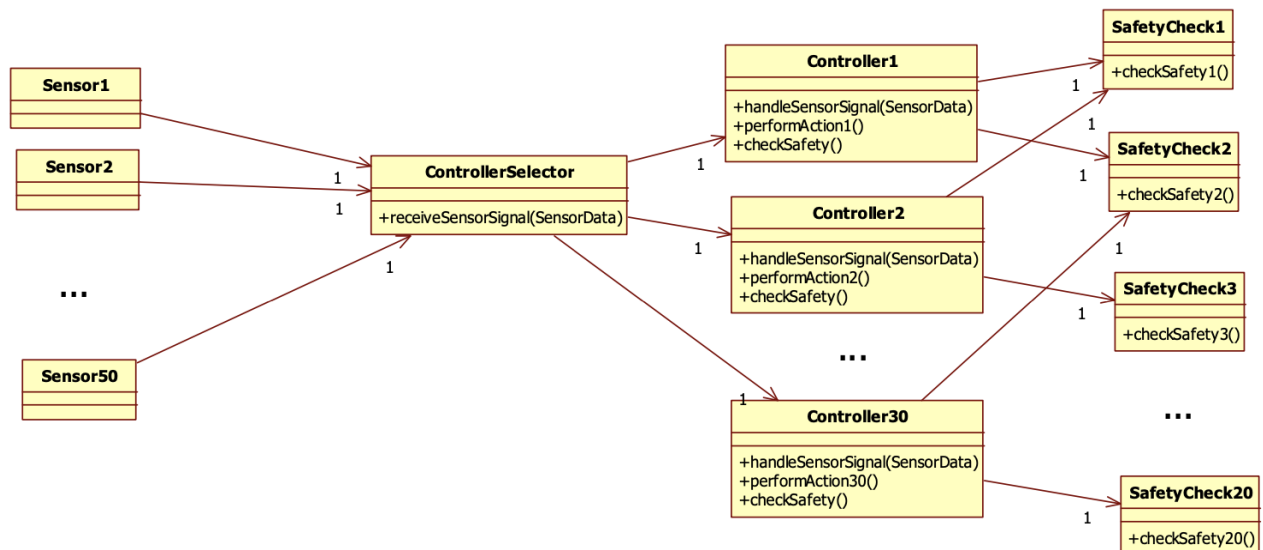 Sensor1
Sensor2
...
Sensor50
1
1
1
ControllerSelector
+receiveSensorSignal(SensorData)
1
1
1
Controller1
+handleSensorSignal(SensorData)
+performAction1()
+checkSafety()
Controller2
+handleSensorSignal(SensorData)
+performAction2()
+checkSafety()
...
Controller30
+handleSensorSignal(SensorData)
+performAction30()
+checkSafety()
1
1
1
1
1
1
SafetyCheck1
+checkSafety1()
SafetyCheck2
+checkSafety2()
SafetyCheck3
+checkSafety3()
...
SafetyCheck20
+checkSafety20()